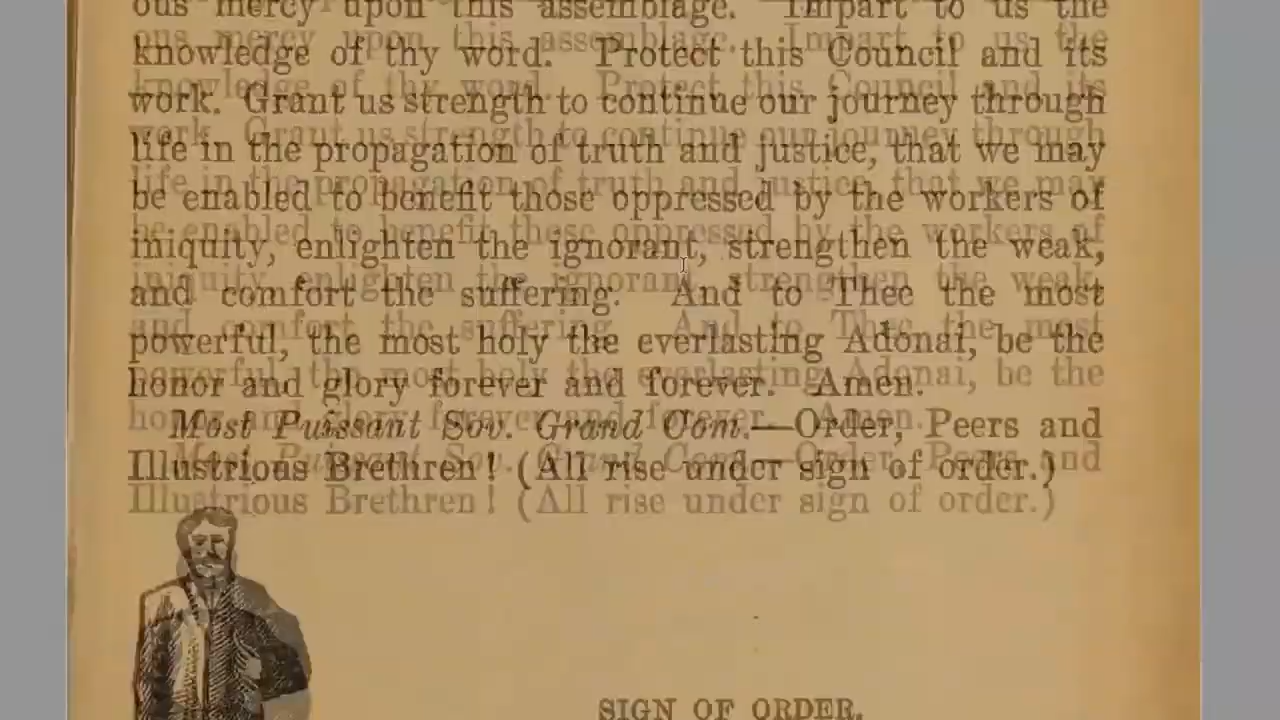 ous mercy upon this assemblage. Impart to us the
knowledge of thy word. Protect this Council and its
work. Grant us strength to continue our journey through
life in the propagation of truth and justice, that we may
be enabled to benefit those oppressed by the workers of
iniquity, enlighten the ignorant, strengthen the weak,
and comfort the suffering. And to Thee the most
powerful, the most holy the everlasting Adonai, be the
honor and glory forever and forever. Amen.
Most Puissant Sov. Grand Com.—Order, Peers and
Illustrious Brethren! (All rise under sign of order.)
SIGN OF ORDER.